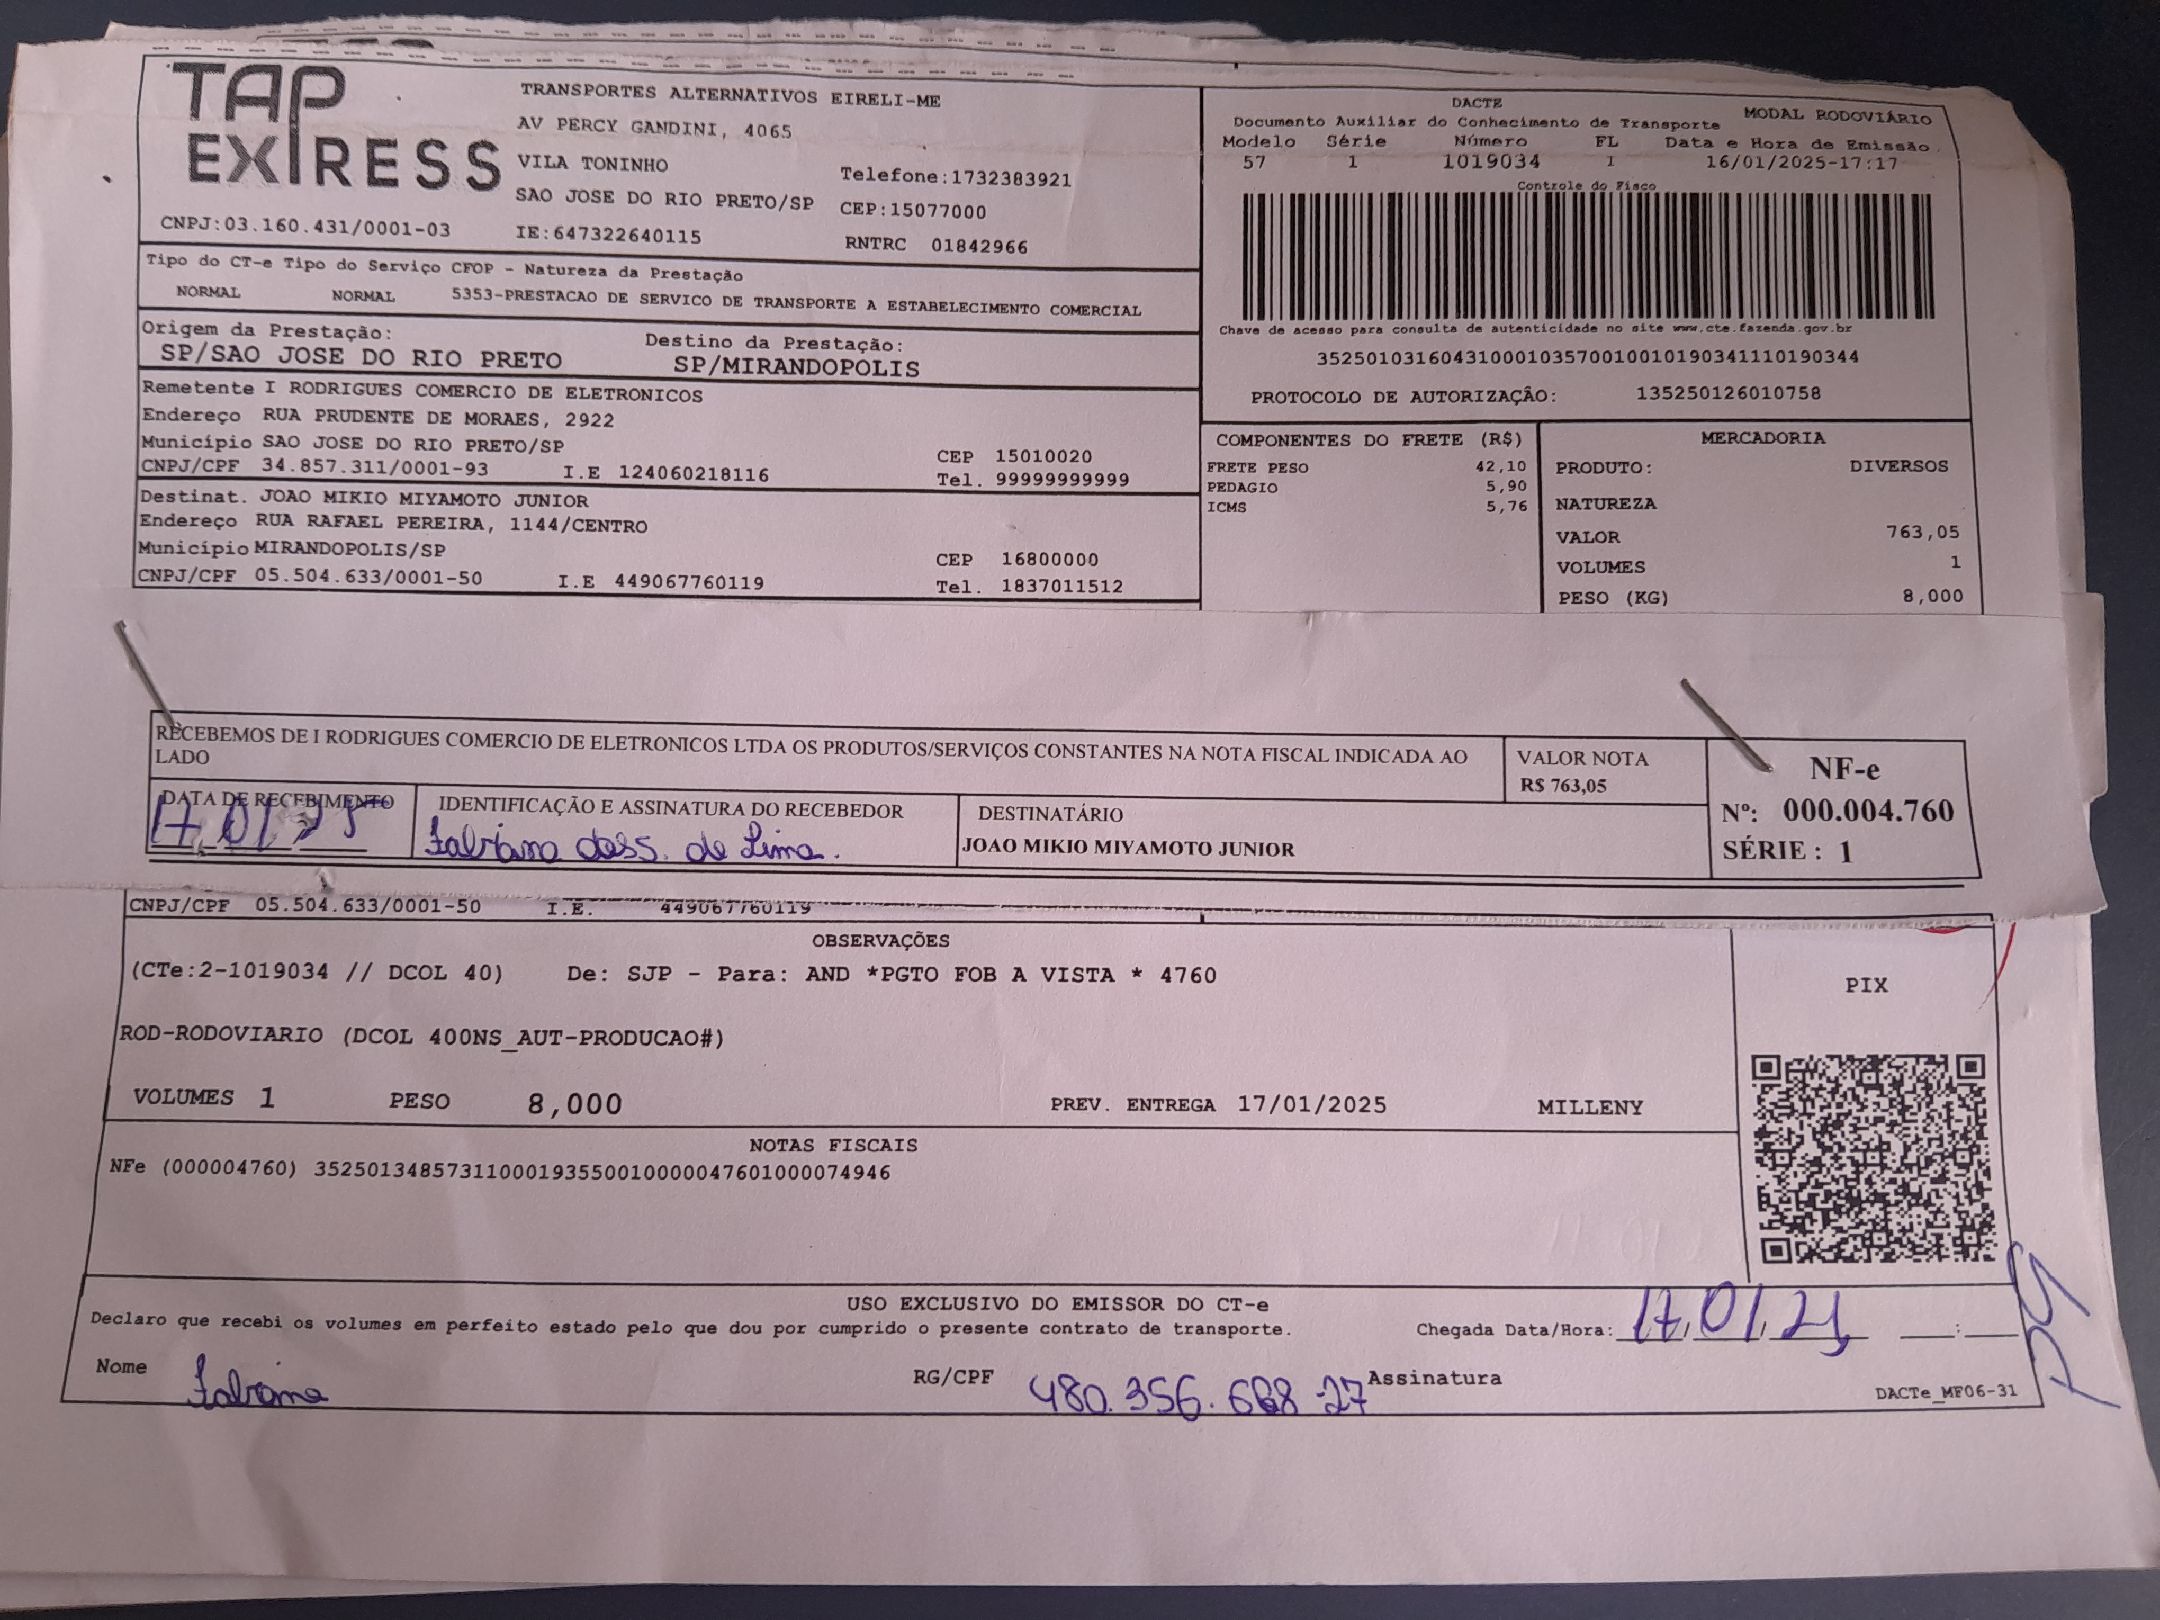 TAP EXPRESS
TRANSPORTES ALTERNATIVOS EIRELI-ME
AV PERCY GANDINI, 4065
VILA TONINHO
Telefone:1732383921
SAO JOSE DO RIO PRETO/SP CEP:15077000
CNPJ:03.160.431/0001-03 IE:647322640115 RNTRC 01842966
DACTE MODAL RODOVIÁRIO
Documento Auxiliar do Conhecimento de Transporte
Modelo Série Número FL Data e Hora de Emissão
57 1 1019034 1 16/01/2025-17:17
Controle do Fisco
Chave de acesso para consulta de autenticidade no site www.cte.fazenda.gov.br
35250103160431000103570010010190341110190344
PROTOCOLO DE AUTORIZAÇÃO: 135250126010758
Tipo do CT-e Tipo do Serviço CFOP - Natureza da Prestação
NORMAL NORMAL 5353-PRESTACAO DE SERVICO DE TRANSPORTE A ESTABELECIMENTO COMERCIAL
Origem da Prestação: Destino da Prestação:
SP/SAO JOSE DO RIO PRETO SP/MIRANDOPOLIS
Remetente I RODRIGUES COMERCIO DE ELETRONICOS
Endereço RUA PRUDENTE DE MORAES, 2922
Município SAO JOSE DO RIO PRETO/SP CEP 15010020
CNPJ/CPF 34.857.311/0001-93 I.E 124060218116 Tel. 99999999999
Destinat. JOAO MIKIO MIYAMOTO JUNIOR
Endereço RUA RAFAEL PEREIRA, 1144/CENTRO
Município MIRANDOPOLIS/SP CEP 16800000
CNPJ/CPF 05.504.633/0001-50 I.E 449067760119 Tel. 1837011512
COMPONENTES DO FRETE (R$)
FRETE PESO 42,10
PEDAGIO 5,90
ICMS 5,76
MERCADORIA
PRODUTO: DIVERSOS
NATUREZA
VALOR 763,05
VOLUMES 1
PESO (KG) 8,000
RECEBEMOS DE I RODRIGUES COMERCIO DE ELETRONICOS LTDA OS PRODUTOS/SERVIÇOS CONSTANTES NA NOTA FISCAL INDICADA AO
LADO
VALOR NOTA
R$ 763,05
NF-e
Nº: 000.004.760
SÉRIE : 1
DATA DE RECEBIMENTO
17 01 25
IDENTIFICAÇÃO E ASSINATURA DO RECEBEDOR
Fabiana dos S. de Lima.
DESTINATÁRIO
JOAO MIKIO MIYAMOTO JUNIOR
CNPJ/CPF 05.504.633/0001-50 I.E. 449067760119
OBSERVAÇÕES
(CTe:2-1019034 // DCOL 40) De: SJP - Para: AND *PGTO FOB A VISTA * 4760
ROD-RODOVIARIO (DCOL 400NS_AUT-PRODUCAO#)
VOLUMES 1 PESO 8,000 PREV. ENTREGA 17/01/2025 MILLENY
PIX
NOTAS FISCAIS
NFe (000004760) 35250134857311000193550010000047601000074946
USO EXCLUSIVO DO EMISSOR DO CT-e
Declaro que recebi os volumes em perfeito estado pelo que dou por cumprido o presente contrato de transporte.
Chegada Data/Hora: 17/01/25 __:__
Nome Fabiana RG/CPF 480.356.668-27 Assinatura
DACTe_MF06-31